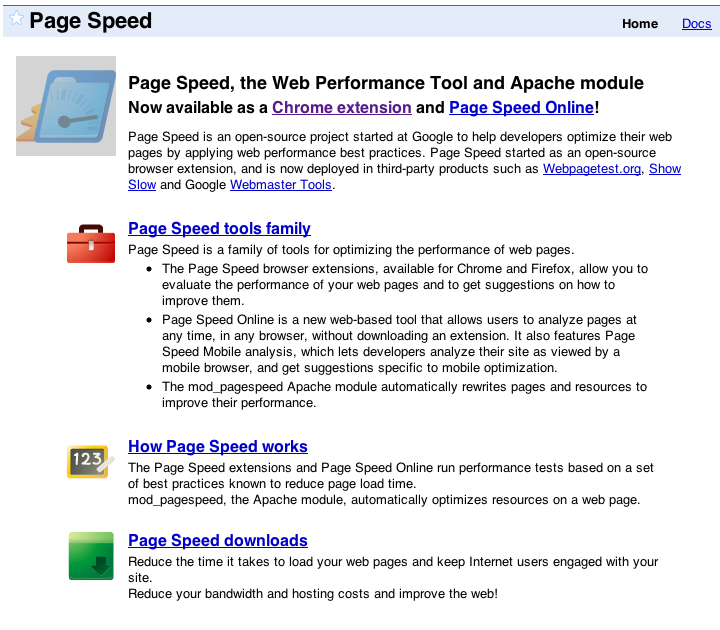 Page Speed
Home Docs
Page Speed, the Web Performance Tool and Apache module
Now available as a Chrome extension and Page Speed Online!
Page Speed is an open-source project started at Google to help developers optimize their web
pages by applying web performance best practices. Page Speed started as an open-source
browser extension, and is now deployed in third-party products such as Webpagetest.org, Show
Slow and Google Webmaster Tools.
Page Speed tools family
Page Speed is a family of tools for optimizing the performance of web pages.
• The Page Speed browser extensions, available for Chrome and Firefox, allow you to
evaluate the performance of your web pages and to get suggestions on how to
improve them.
• Page Speed Online is a new web-based tool that allows users to analyze pages at
any time, in any browser, without downloading an extension. It also features Page
Speed Mobile analysis, which lets developers analyze their site as viewed by a
mobile browser, and get suggestions specific to mobile optimization.
• The mod_pagespeed Apache module automatically rewrites pages and resources to
improve their performance.
123
How Page Speed works
The Page Speed extensions and Page Speed Online run performance tests based on a set
of best practices known to reduce page load time.
mod_pagespeed, the Apache module, automatically optimizes resources on a web page.
Page Speed downloads
Reduce the time it takes to load your web pages and keep Internet users engaged with your
site.
Reduce your bandwidth and hosting costs and improve the web!